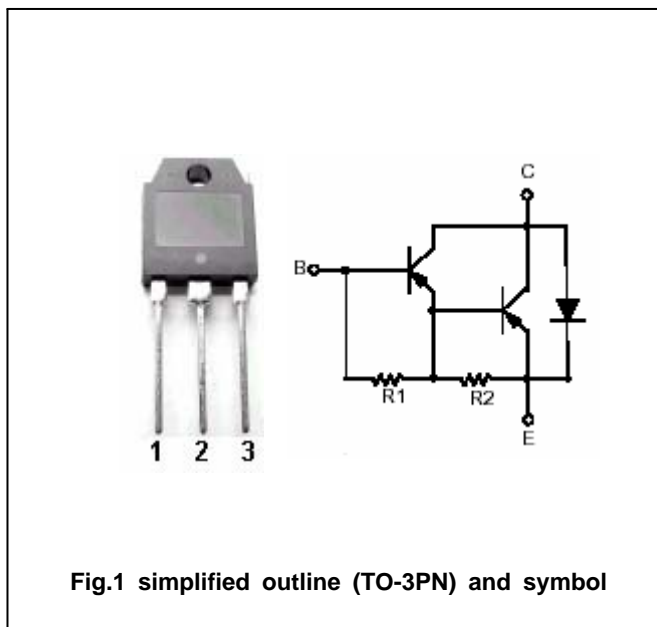 C
B
R1
R2
E
1 2 3
Fig.1 simplified outline (TO-3PN) and symbol